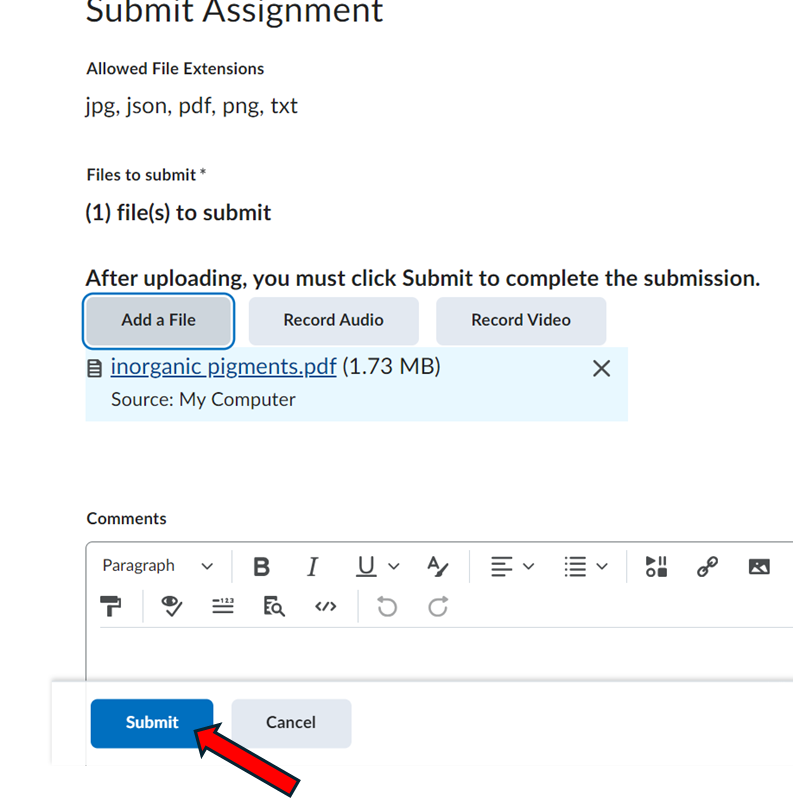 Submit Assignment
Allowed File Extensions
jpg, json, pdf, png, txt
Files to submit *
(1) file(s) to submit
After uploading, you must click Submit to complete the submission.
Add a File Record Audio Record Video
inorganic pigments.pdf (1.73 MB)
Source: My Computer
Comments
Paragraph B I U A
123 </>
Submit Cancel